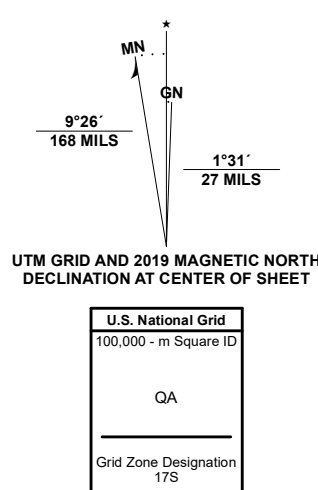 ★
MN
GN
9°26´
168 MILS
1°31´
27 MILS
UTM GRID AND 2019 MAGNETIC NORTH
DECLINATION AT CENTER OF SHEET
U.S. National Grid
100,000 - m Square ID
QA
Grid Zone Designation
17S